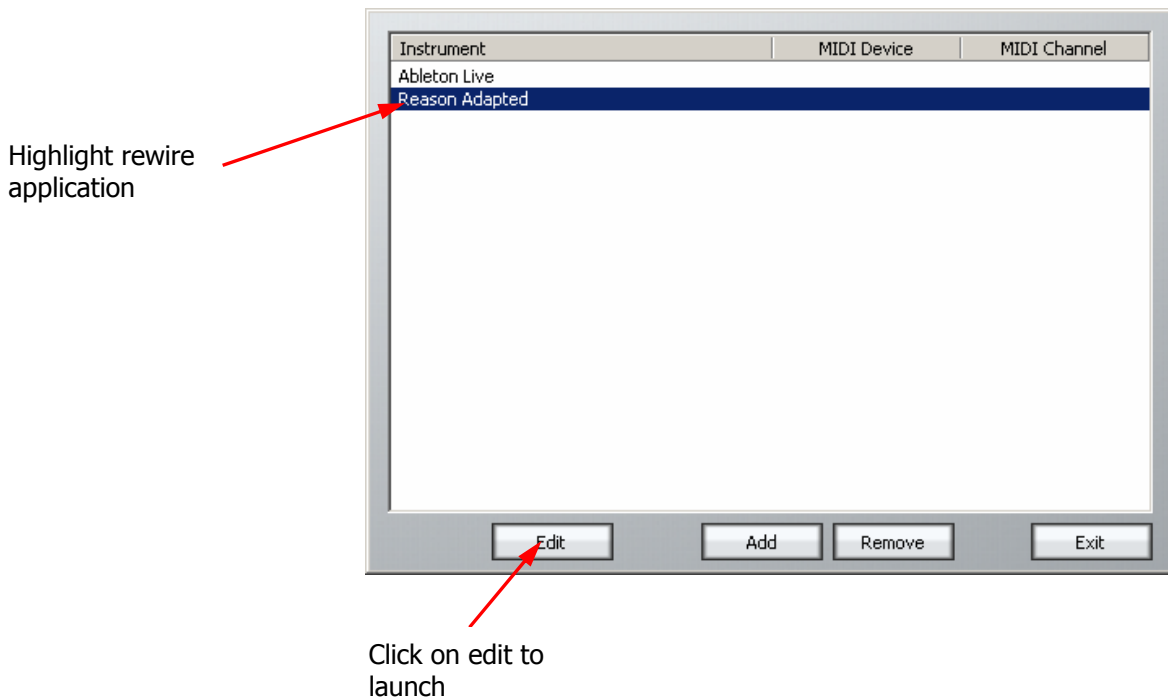 Instrument MIDI Device MIDI Channel
Ableton Live
Reason Adapted
Highlight rewire
application
Edit Add Remove Exit
Click on edit to
launch